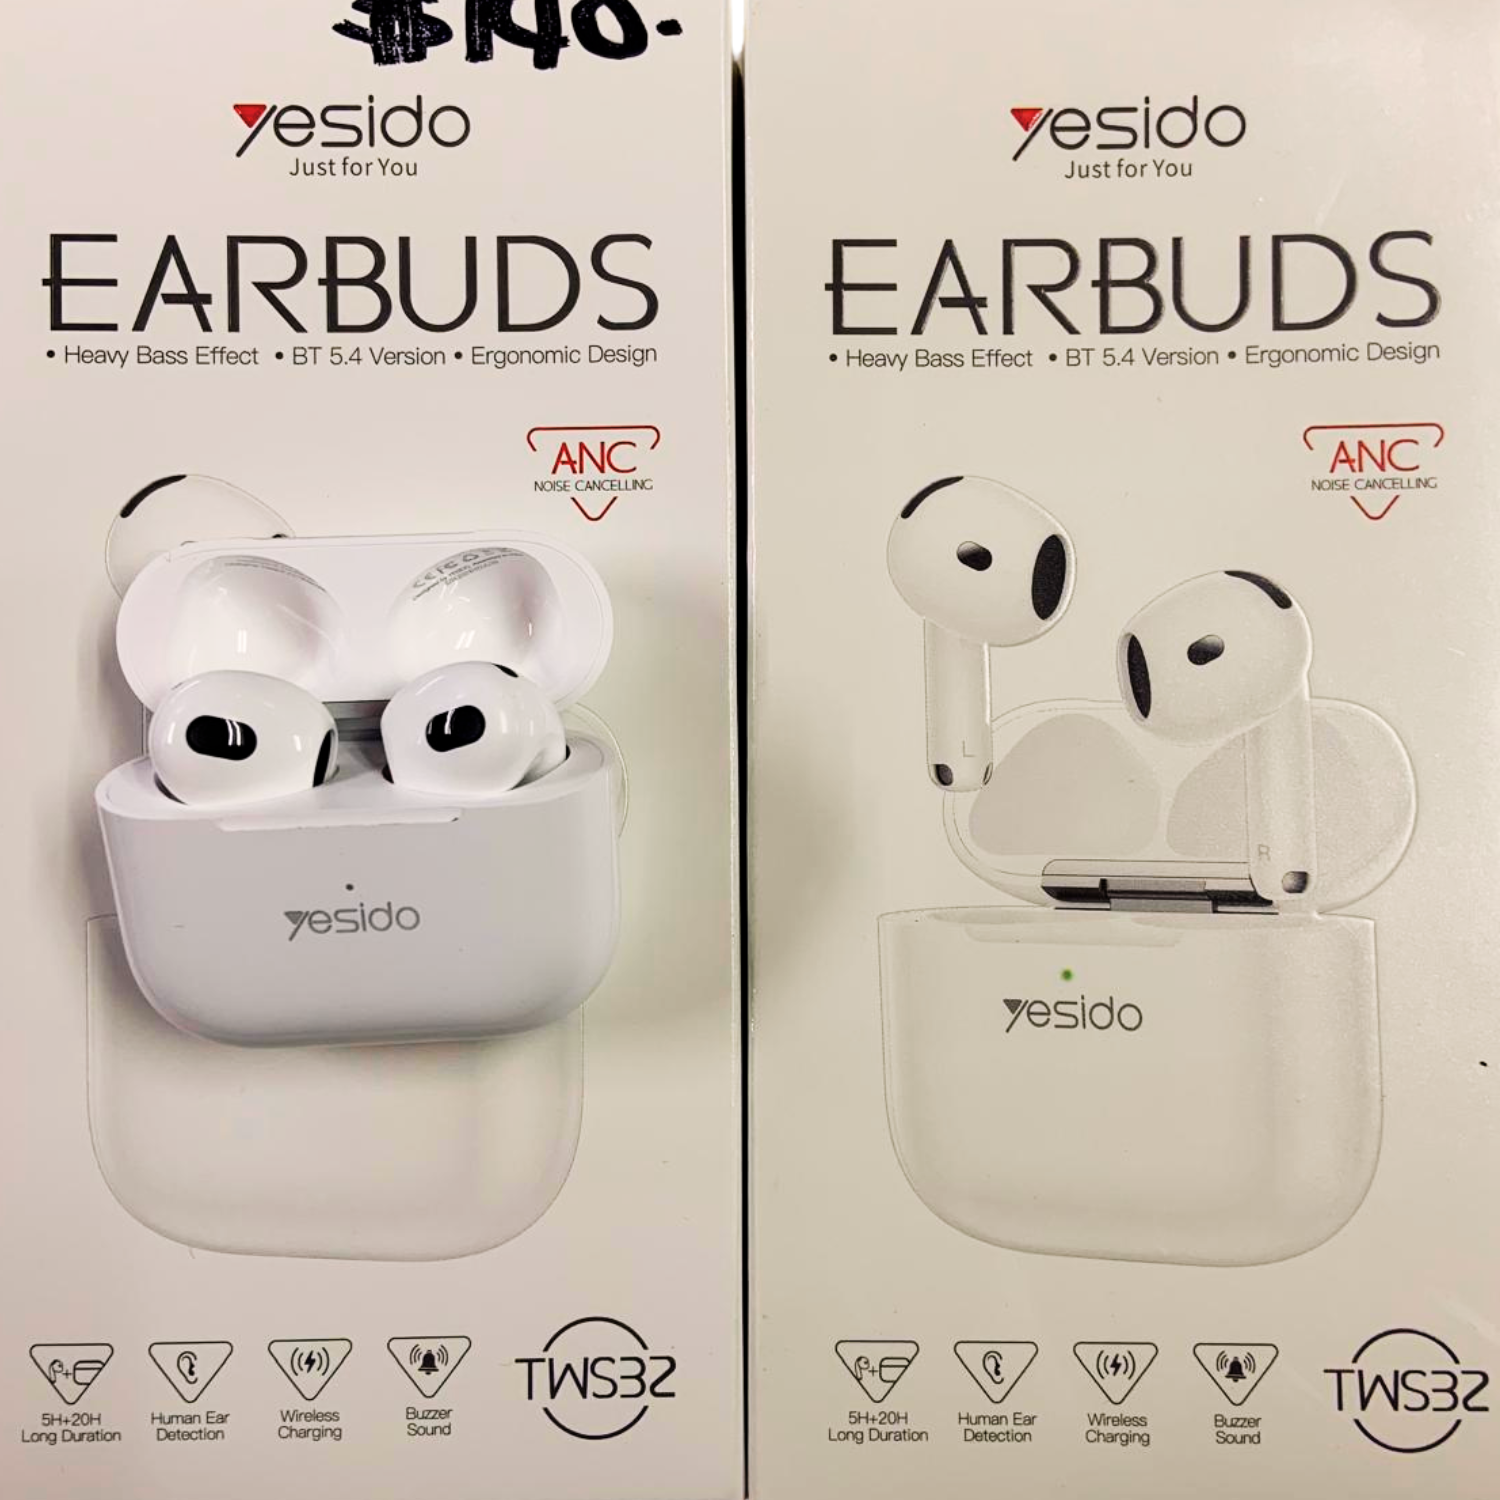 $140.
yesido
Just for You
EARBUDS
• Heavy Bass Effect • BT 5.4 Version • Ergonomic Design
ANC
NOISE CANCELLING
yesido
5H+20H
Long Duration
Human Ear
Detection
Wireless
Charging
Buzzer
Sound
TWS32
yesido
Just for You
EARBUDS
• Heavy Bass Effect • BT 5.4 Version • Ergonomic Design
ANC
NOISE CANCELLING
L
R
yesido
5H+20H
Long Duration
Human Ear
Detection
Wireless
Charging
Buzzer
Sound
TWS32